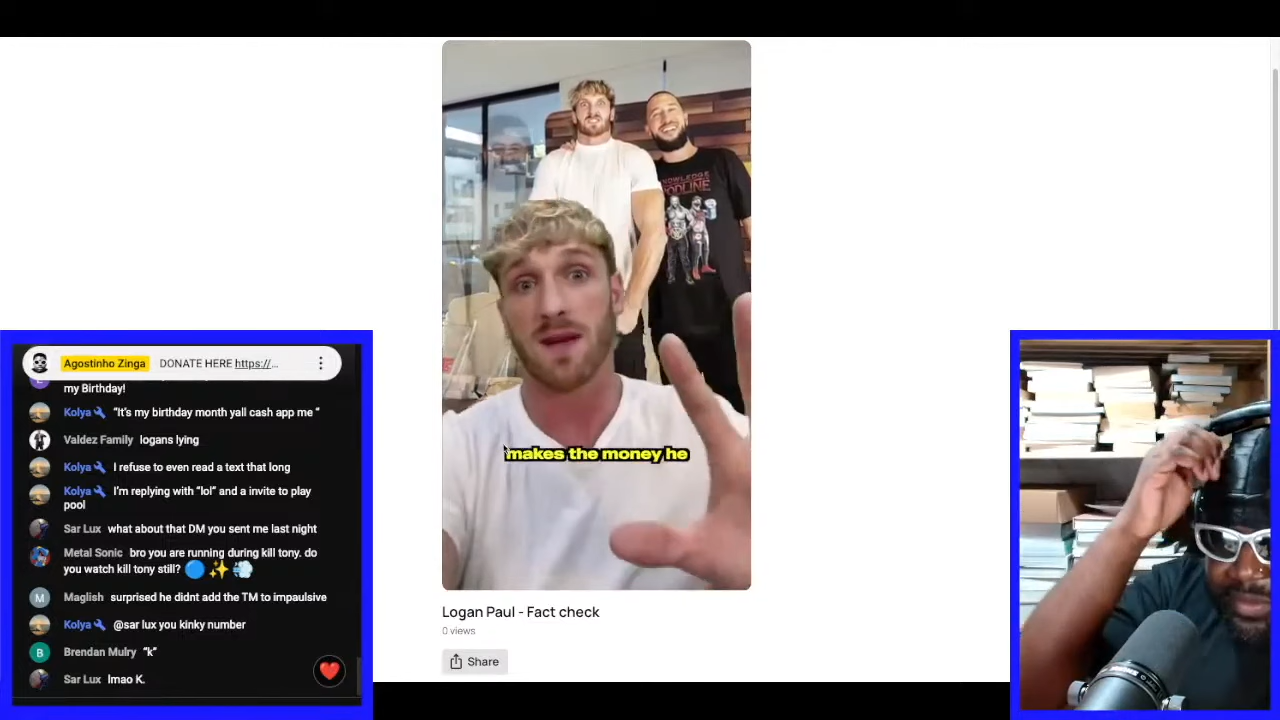 KNOWLEDGE
makes the money he
Logan Paul - Fact check
0 views
Share
Agostinho Zinga DONATE HERE https://...
my Birthday!
Kolya "It's my birthday month yall cash app me "
Valdez Family logans lying
Kolya I refuse to even read a text that long
Kolya I'm replying with "lol" and a invite to play
pool
Sar Lux what about that DM you sent me last night
Metal Sonic bro you are running during kill tony. do
you watch kill tony still? 🔵 ✨ 💨
M Maglish surprised he didnt add the TM to impaulsive
Kolya @sar lux you kinky number
B Brendan Mulry "k"
Sar Lux lmao K.